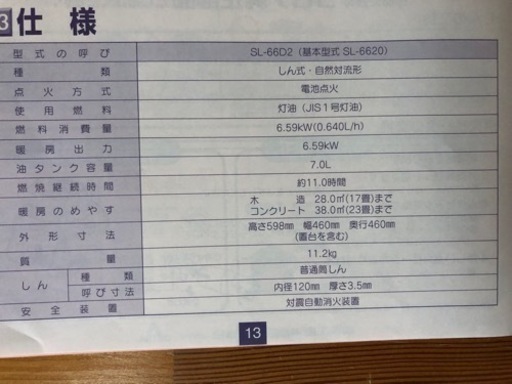 3 仕様
型式の呼び SL-66D2（基本型式 SL-6620）
種類 しん式・自然対流形
点火方式 電池点火
使用燃料 灯油（JIS1号灯油）
燃料消費量 6.59kW（0.640L/h）
暖房出力 6.59kW
油タンク容量 7.0L
燃焼継続時間 約11.0時間
暖房のめやす 木造 28.0㎡(17畳)まで
コンクリート 38.0㎡(23畳)まで
外形寸法 高さ598㎜ 幅460㎜ 奥行460㎜
（置台を含む）
質量 11.2kg
しん 種類 普通筒しん
呼び寸法 内径120㎜ 厚さ3.5㎜
安全装置 対震自動消火装置
13